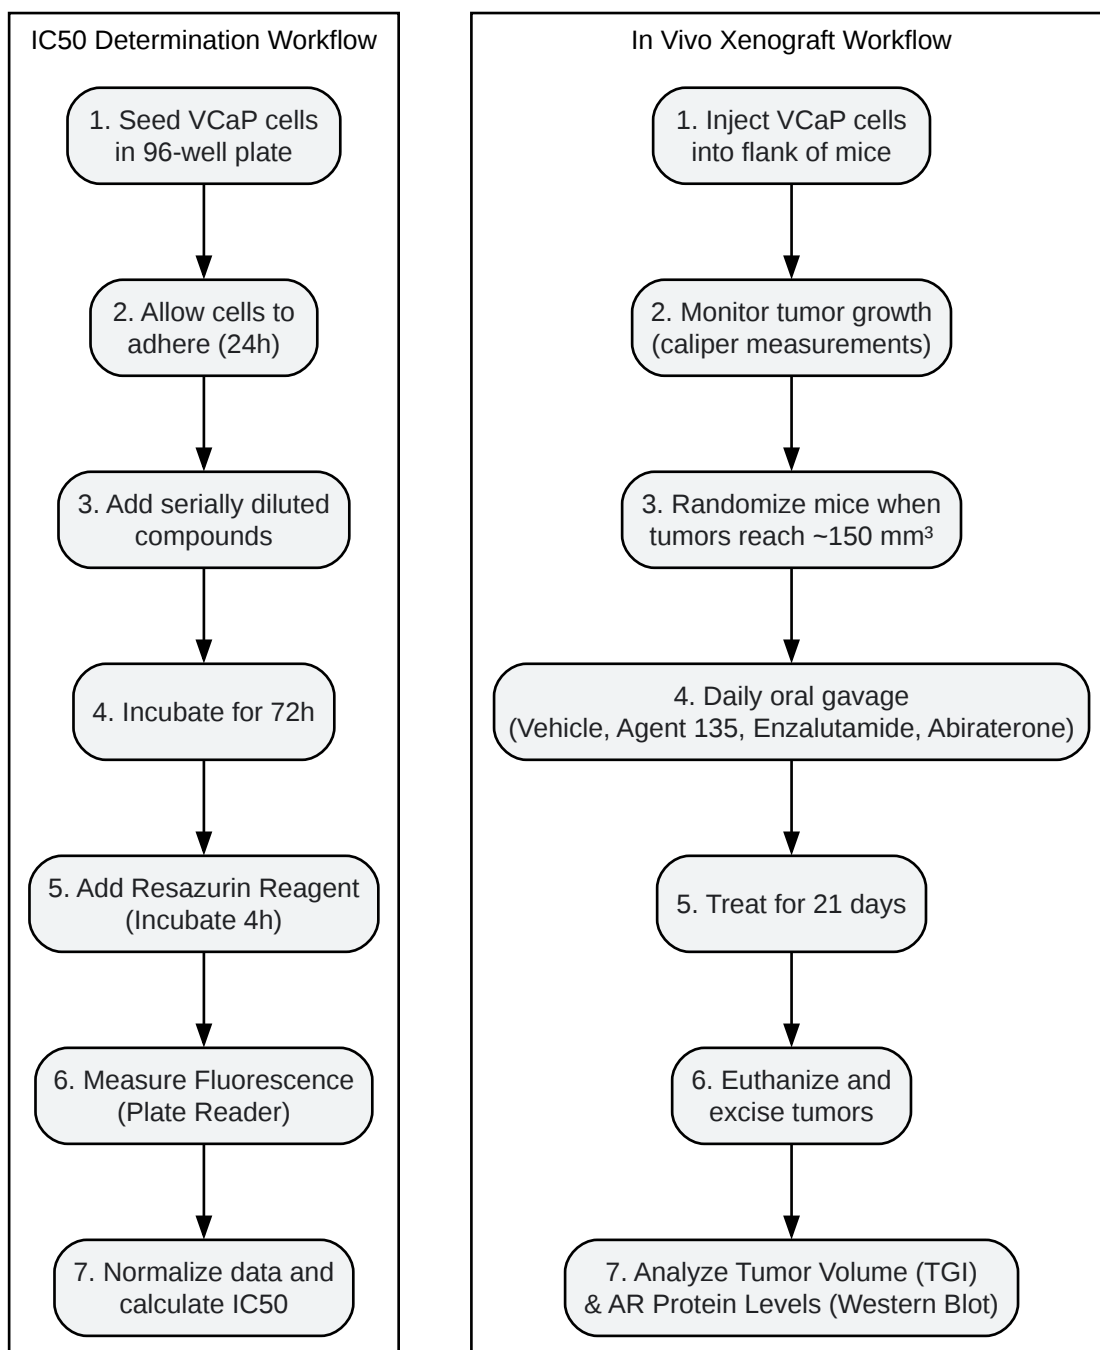 IC50 Determination Workflow
1. Seed VCaP cells
in 96-well plate
2. Allow cells to
adhere (24h)
3. Add serially diluted
compounds
4. Incubate for 72h
5. Add Resazurin Reagent
(Incubate 4h)
6. Measure Fluorescence
(Plate Reader)
7. Normalize data and
calculate IC50
In Vivo Xenograft Workflow
1. Inject VCaP cells
into flank of mice
2. Monitor tumor growth
(caliper measurements)
3. Randomize mice when
tumors reach ~150 mm³
4. Daily oral gavage
(Vehicle, Agent 135, Enzalutamide, Abiraterone)
5. Treat for 21 days
6. Euthanize and
excise tumors
7. Analyze Tumor Volume (TGI)
& AR Protein Levels (Western Blot)